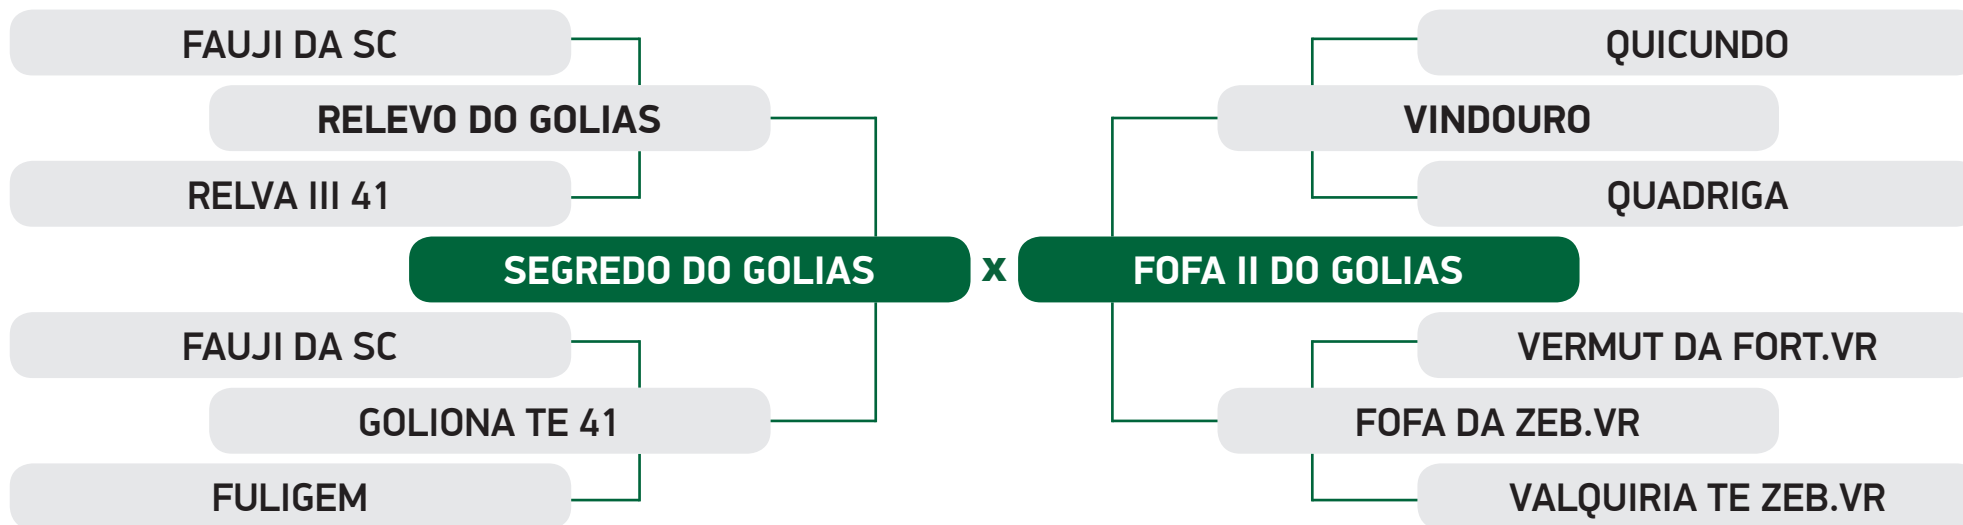 FAUJI DA SC
QUICUNDO
RELEVO DO GOLIAS
VINDOURO
RELVA III 41
QUADRIGA
SEGREDO DO GOLIAS x FOFA II DO GOLIAS
FAUJI DA SC
VERMUT DA FORT.VR
GOLIONA TE 41
FOFA DA ZEB.VR
FULIGEM
VALQUIRIA TE ZEB.VR